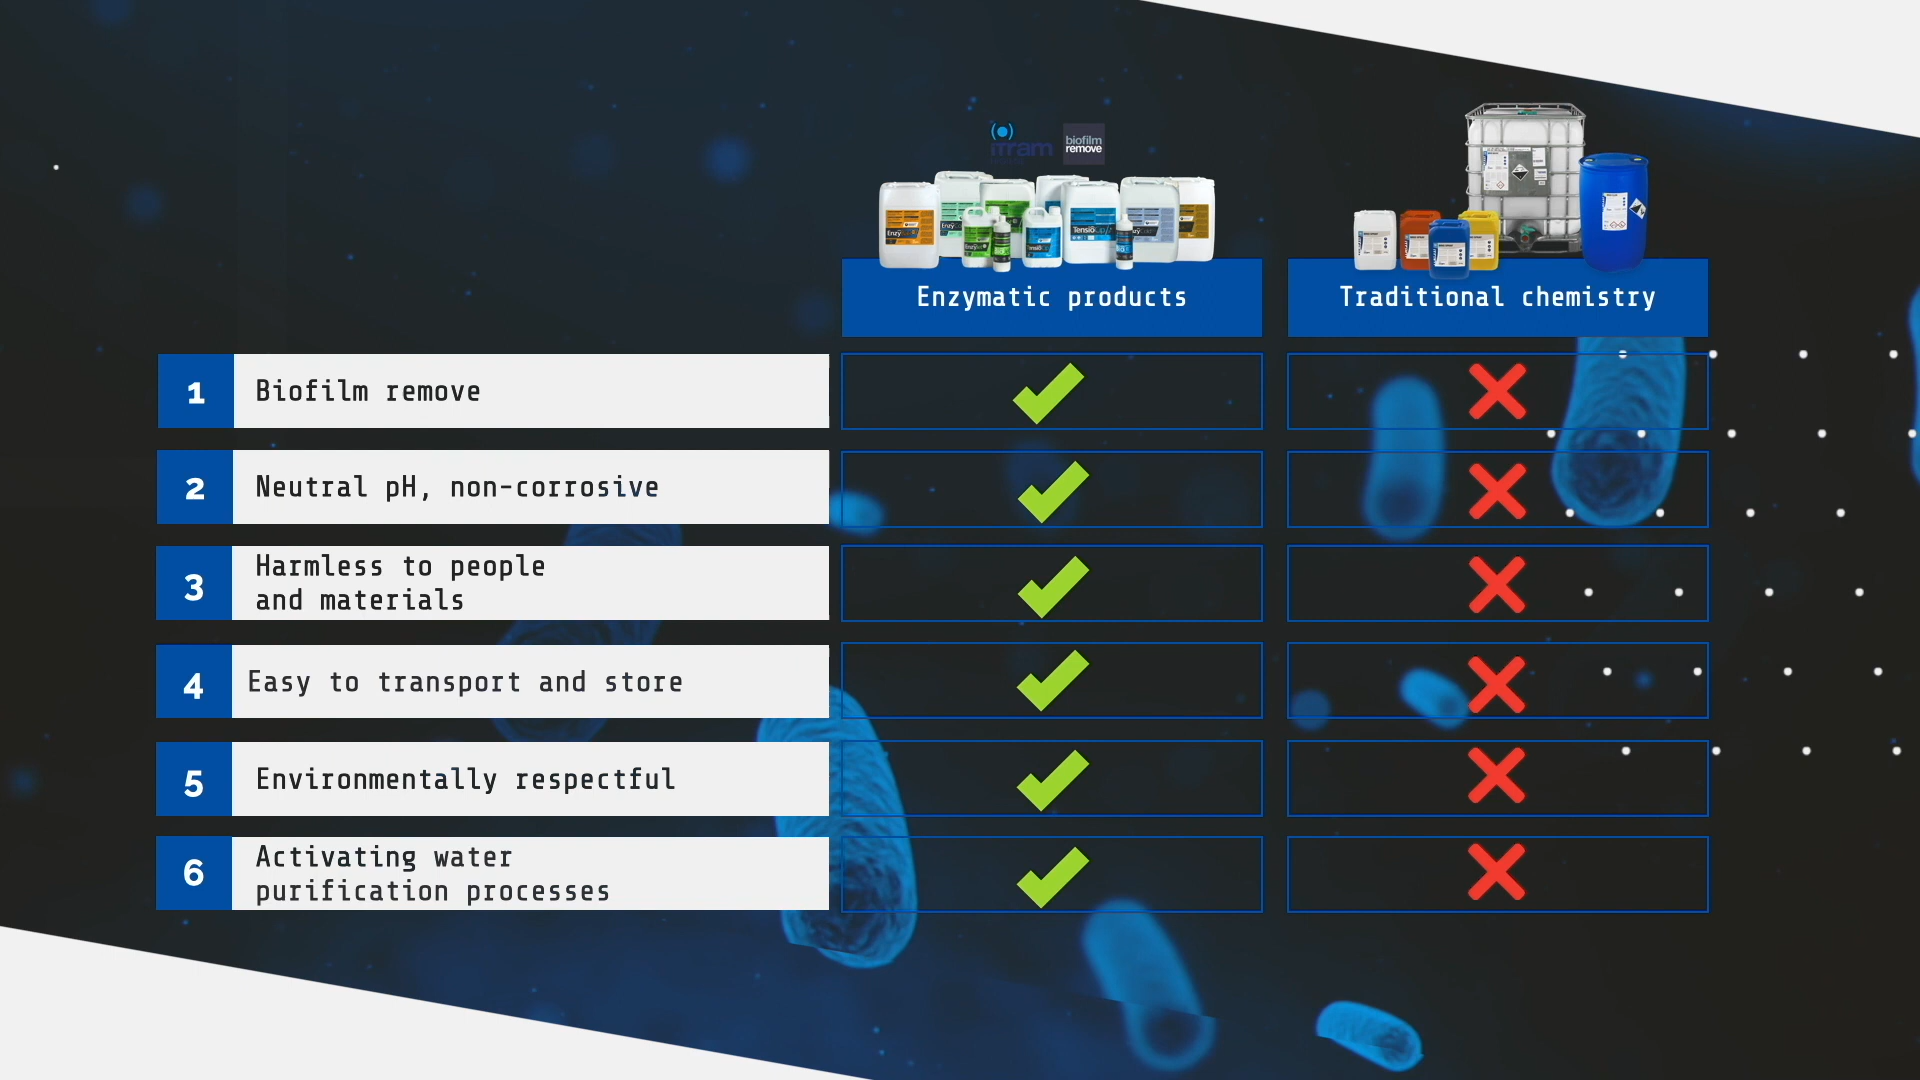 itram
biofilm
remove
Enzymatic products
Traditional chemistry
1
Biofilm remove
2
Neutral pH, non-corrosive
3
Harmless to people
and materials
4
Easy to transport and store
5
Environmentally respectful
6
Activating water
purification processes